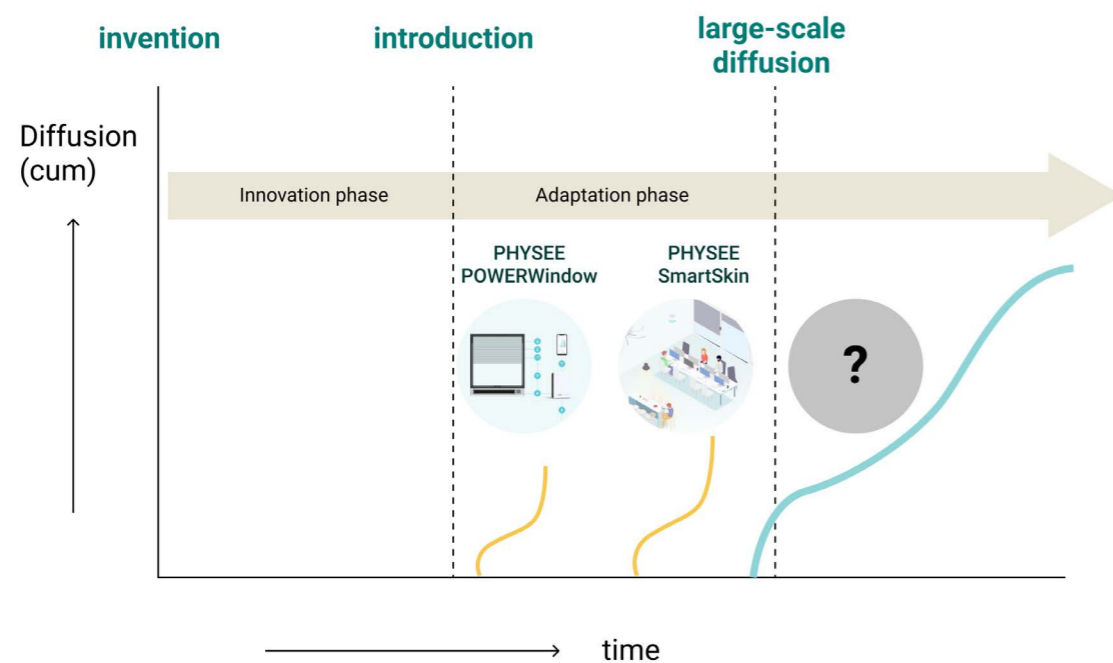 invention
introduction
large-scale
diffusion
Diffusion
(cum)
Innovation phase
Adaptation phase
PHYSEE
POWERWindow
PHYSEE
SmartSkin
?
time